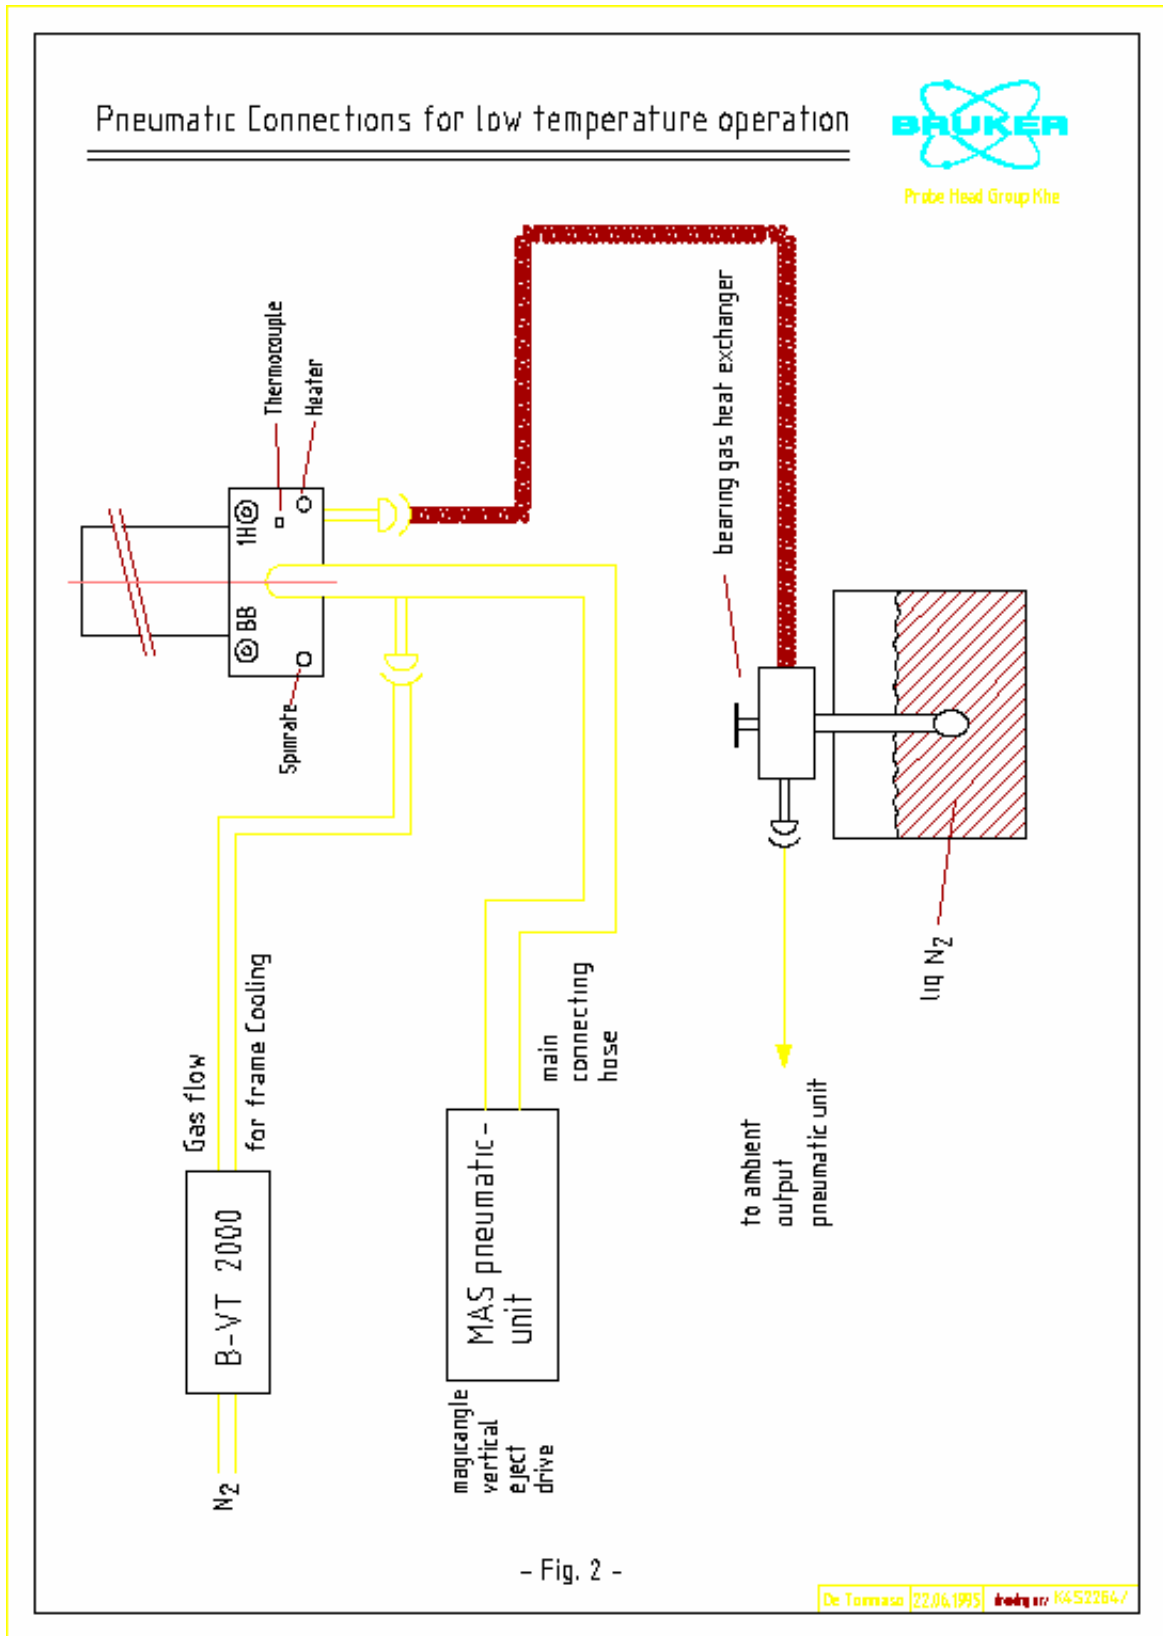 Pneumatic Connections for low temperature operation
BRUKER
Probe Head Group Khe
Thermocouple
Heater
1H
BB
Spinrate
bearing gas heat exchanger
liq N2
Gas flow
for frame Cooling
main
connecting
hose
to ambient
output
pneumatic unit
B-VT 2000
MAS pneumatic-
unit
magicangle
vertical
eject
drive
N2
- Fig. 2 -
De Tommaso 22.06.1995